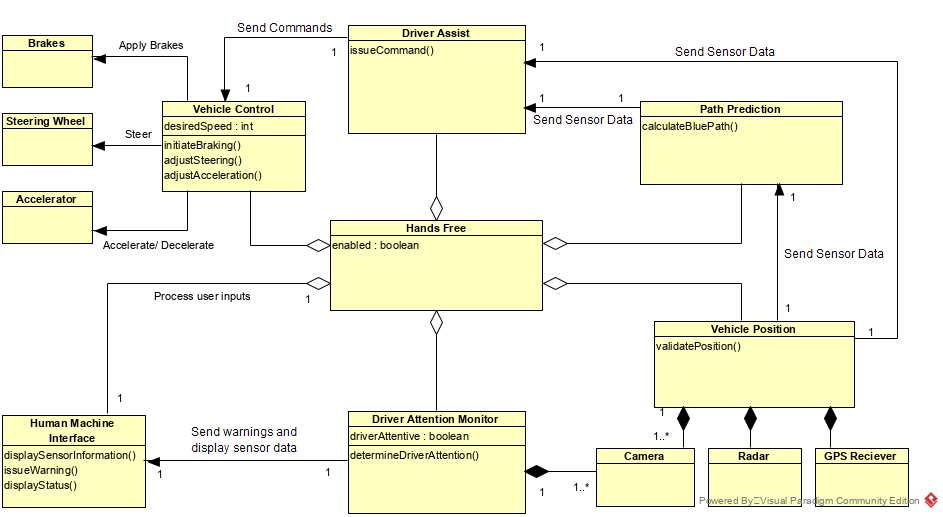 Send Commands
Driver Assist
Brakes
Apply Brakes
1
issueCommand()
1
Send Sensor Data
1
Vehicle Control
desiredSpeed : int
initiateBraking()
adjustSteering()
adjustAcceleration()
1
1
Send Sensor Data
Path Prediction
calculateBluePath()
Steering Wheel
Steer
Accelerator
Accelerate/ Decelerate
1
Hands Free
enabled : boolean
Send Sensor Data
Process user inputs
1
1
Vehicle Position
validatePosition()
1
1
Human Machine
Interface
displaySensorInformation()
issueWarning()
displayStatus()
Send warnings and
display sensor data
1
1
Driver Attention Monitor
driverAttentive : boolean
determineDriverAttention()
1
1..*
1
1..*
Camera
Radar
GPS Reciever
Powered By Visual Paradigm Community Edition